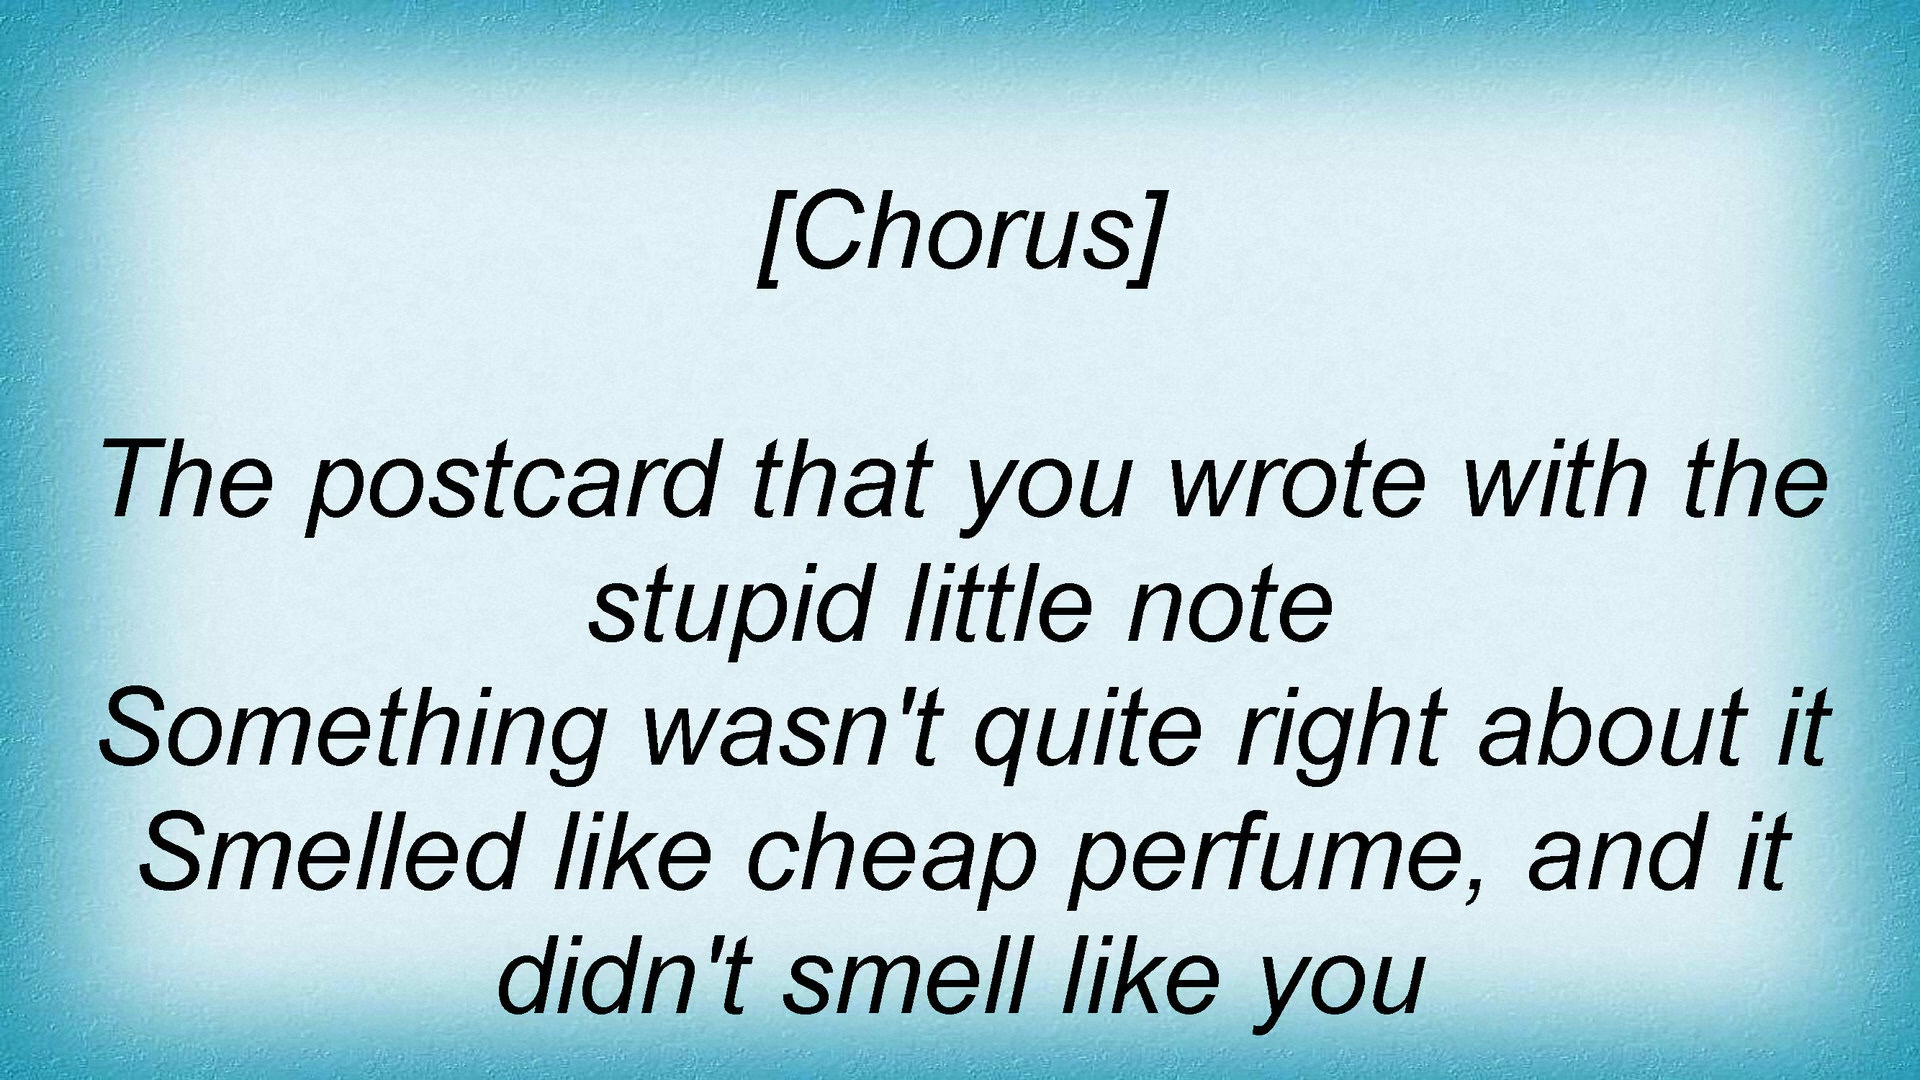 [Chorus]
The postcard that you wrote with the
stupid little note
Something wasn't quite right about it
Smelled like cheap perfume, and it
didn't smell like you